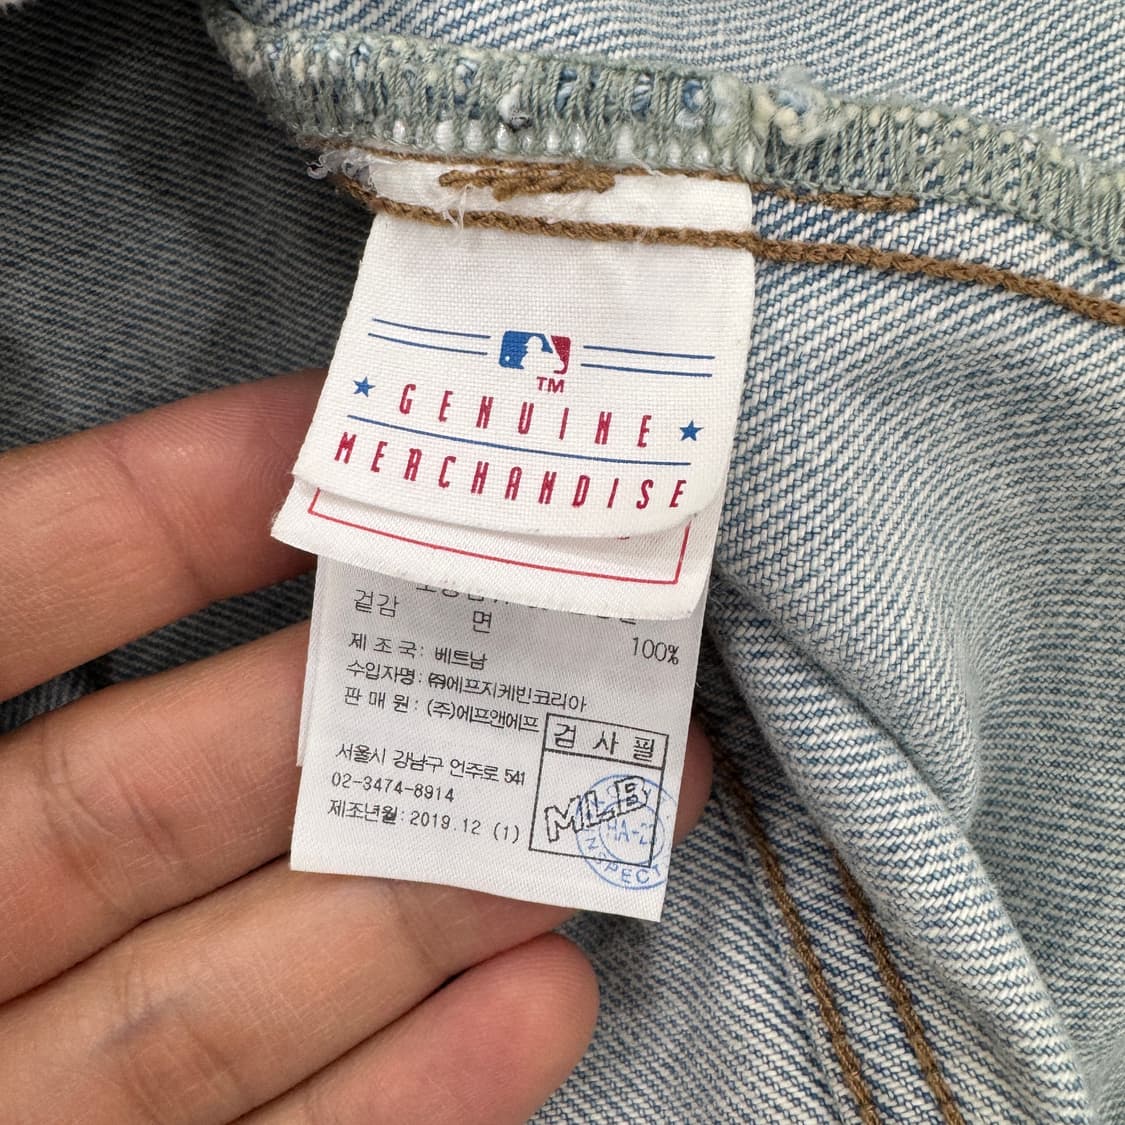 TM
GENUINE
MERCHANDISE
겉감 면 100%
제 조 국: 베트남
수입자명: ㈜에프지케빈코리아
판 매 원: (주)에프앤에프
서울시 강남구 언주로 541
02-3474-8914
제조년월: 2019.12 (1)
검 사 필
MLB
INSPECT